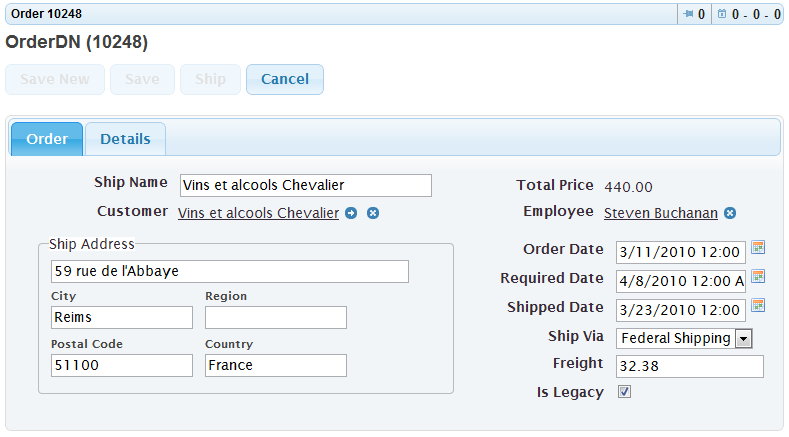 Order 10248 0 0 - 0 - 0
OrderDN (10248)
Save New Save Ship Cancel
Order Details
Ship Name Vins et alcools Chevalier
Customer Vins et alcools Chevalier
Ship Address
59 rue de l'Abbaye
City Region
Reims
Postal Code Country
51100 France
Total Price 440.00
Employee Steven Buchanan
Order Date 3/11/2010 12:00
Required Date 4/8/2010 12:00 A
Shipped Date 3/23/2010 12:00
Ship Via Federal Shipping
Freight 32.38
Is Legacy